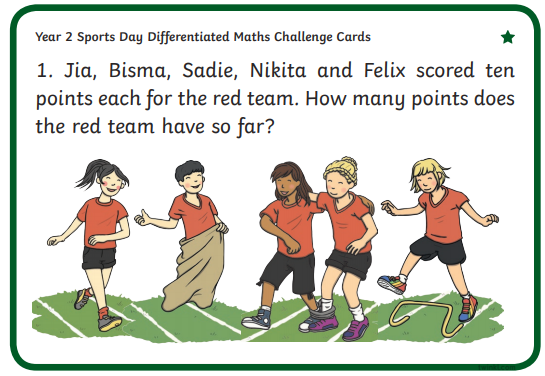 Year 2 Sports Day Differentiated Maths Challenge Cards
1. Jia, Bisma, Sadie, Nikita and Felix scored ten
points each for the red team. How many points does
the red team have so far?